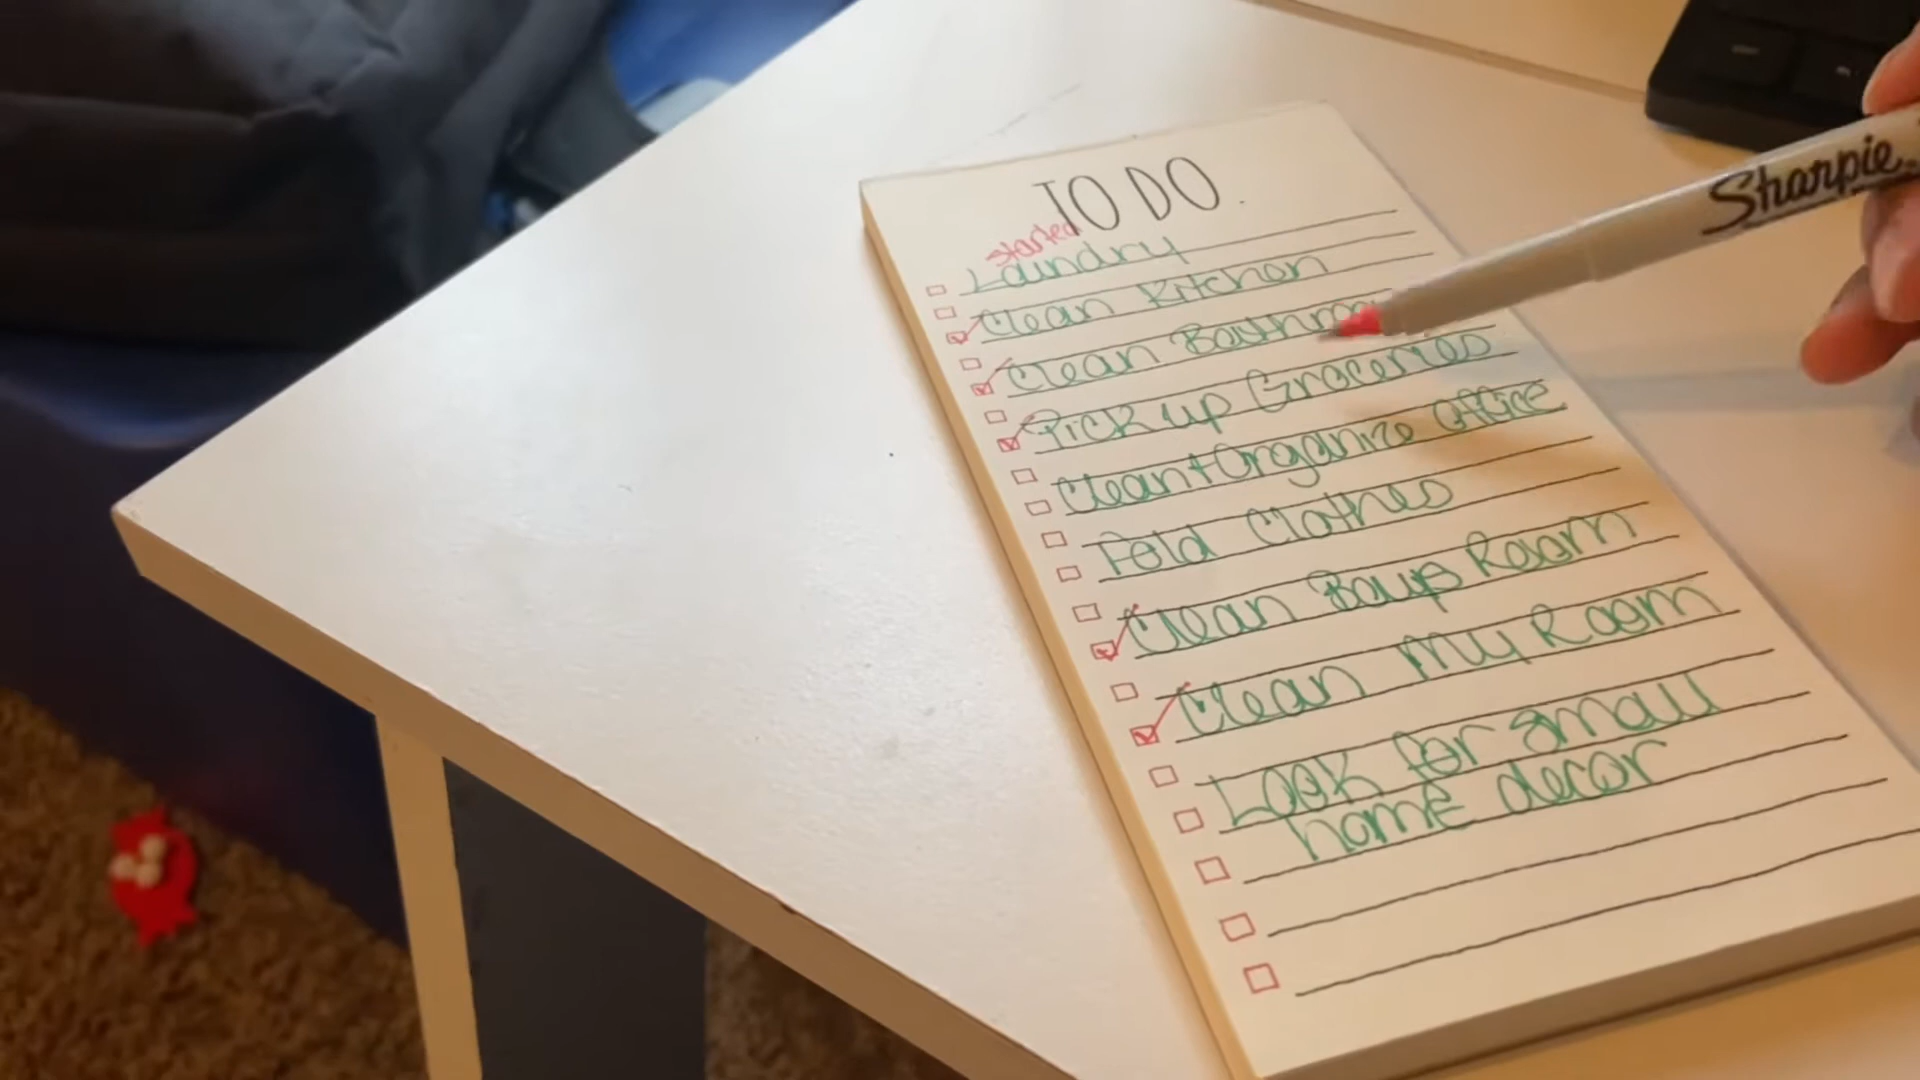 TO DO
started
Laundry
Clean Kitchen
Clean Bathroom
Pick up Groceries
Clean + Organize Office
Fold Clothes
Clean Boys Room
Clean My Room
Look for small
home decor
Sharpie